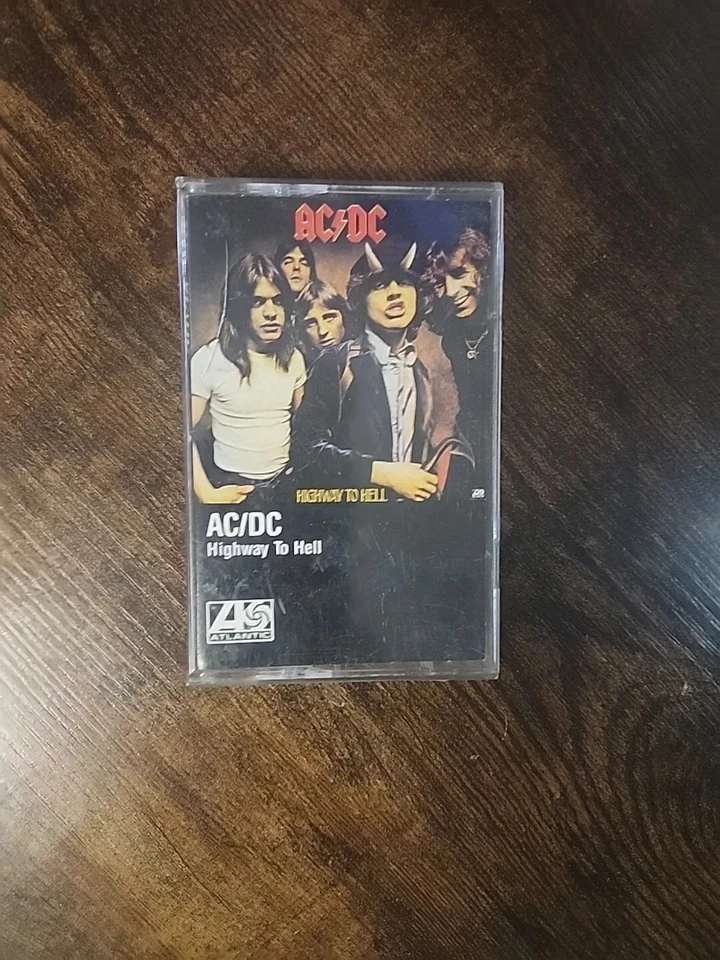 AC⚡DC
HIGHWAY TO HELL
AC/DC
Highway To Hell
ATLANTIC